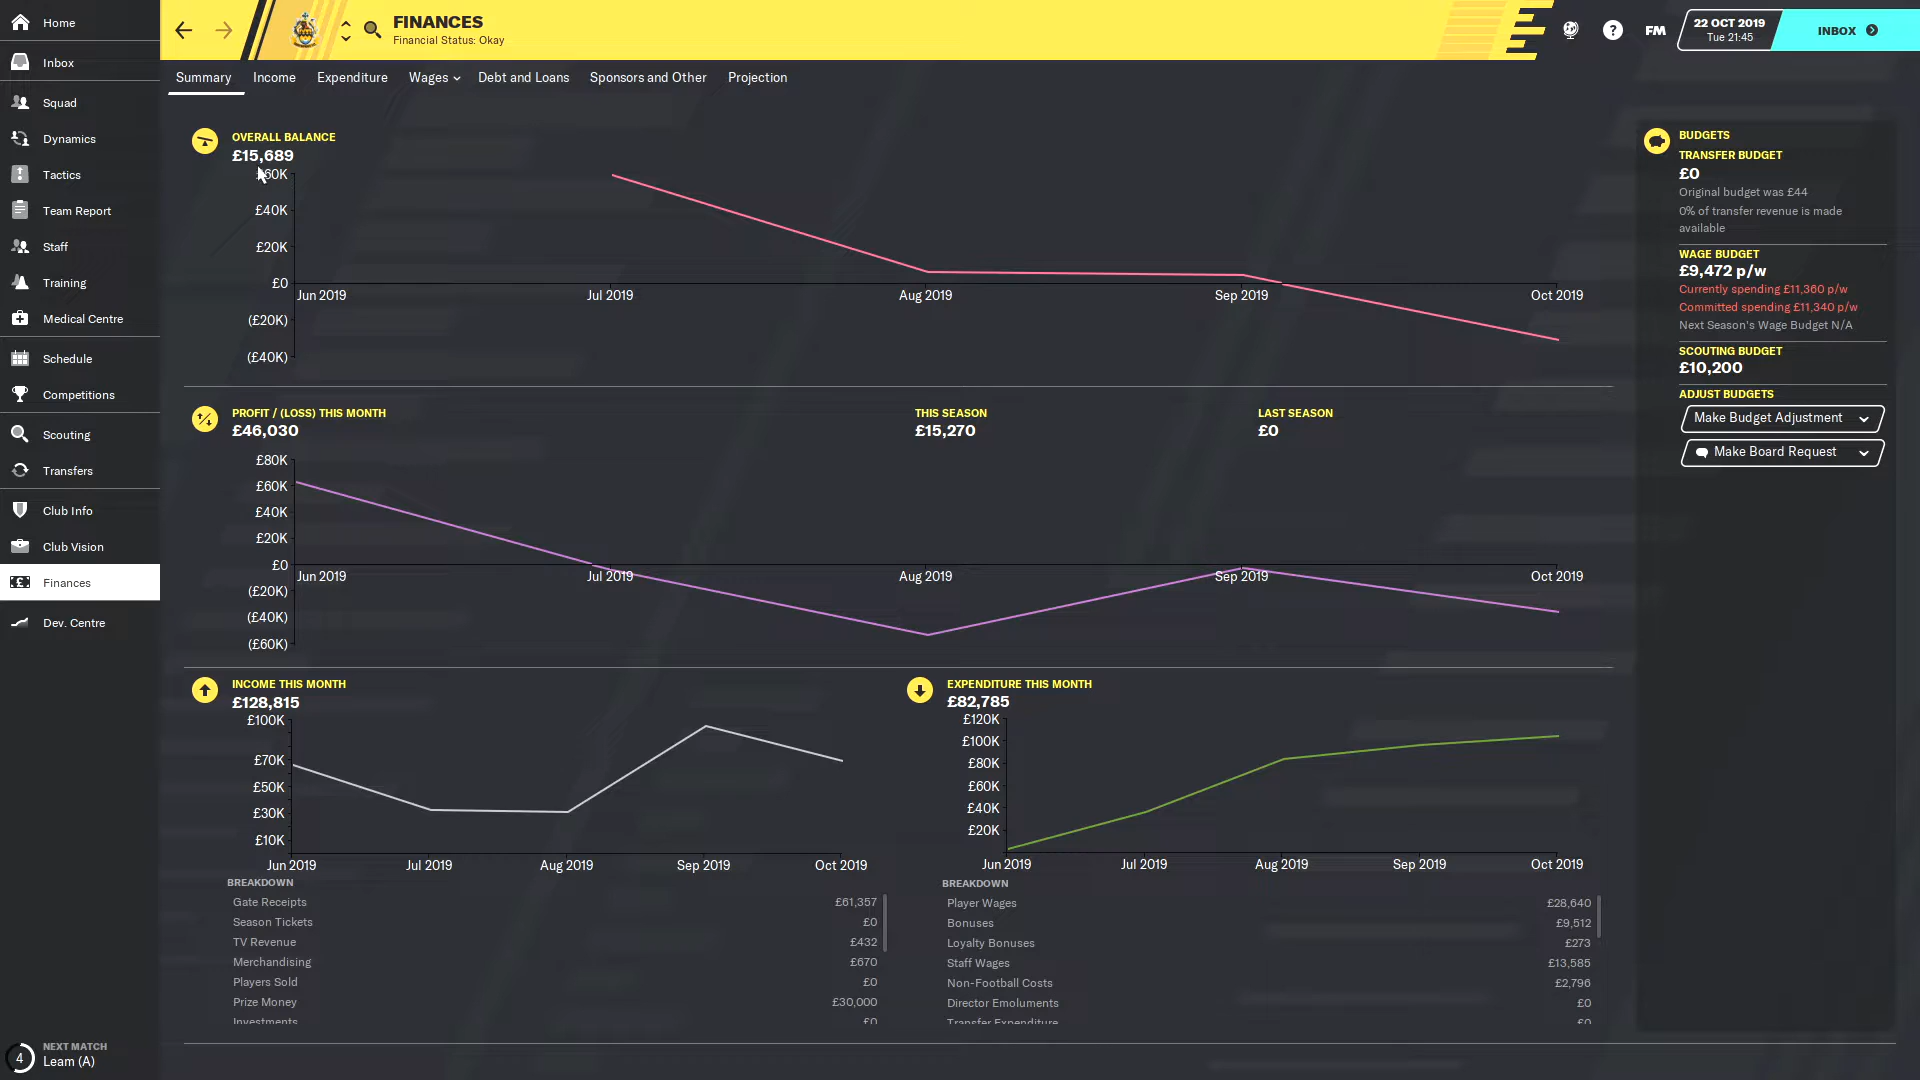 Home
Inbox
Squad
Dynamics
Tactics
Team Report
Staff
Training
Medical Centre
Schedule
Competitions
Scouting
Transfers
Club Info
Club Vision
Finances
Dev. Centre
4
NEXT MATCH
Leam (A)
FINANCES
Financial Status: Okay
?
FM
22 OCT 2019
Tue 21:45
INBOX
Summary
Income
Expenditure
Wages
Debt and Loans
Sponsors and Other
Projection
OVERALL BALANCE
£15,689
£60K
£40K
£20K
£0
(£20K)
(£40K)
Jun 2019
Jul 2019
Aug 2019
Sep 2019
Oct 2019
PROFIT / (LOSS) THIS MONTH
£46,030
THIS SEASON
£15,270
LAST SEASON
£0
£80K
£60K
£40K
£20K
£0
(£20K)
(£40K)
(£60K)
Jun 2019
Jul 2019
Aug 2019
Sep 2019
Oct 2019
INCOME THIS MONTH
£128,815
£100K
£70K
£50K
£30K
£10K
Jun 2019
Jul 2019
Aug 2019
Sep 2019
Oct 2019
BREAKDOWN
Gate Receipts £61,357
Season Tickets £0
TV Revenue £432
Merchandising £670
Players Sold £0
Prize Money £30,000
Investments £0
EXPENDITURE THIS MONTH
£82,785
£120K
£100K
£80K
£60K
£40K
£20K
Jun 2019
Jul 2019
Aug 2019
Sep 2019
Oct 2019
BREAKDOWN
Player Wages £28,640
Bonuses £9,512
Loyalty Bonuses £273
Staff Wages £13,585
Non-Football Costs £2,796
Director Emoluments £0
Transfer Expenditure £0
BUDGETS
TRANSFER BUDGET
£0
Original budget was £44
0% of transfer revenue is made
available
WAGE BUDGET
£9,472 p/w
Currently spending £11,360 p/w
Committed spending £11,340 p/w
Next Season's Wage Budget N/A
SCOUTING BUDGET
£10,200
ADJUST BUDGETS
Make Budget Adjustment
Make Board Request